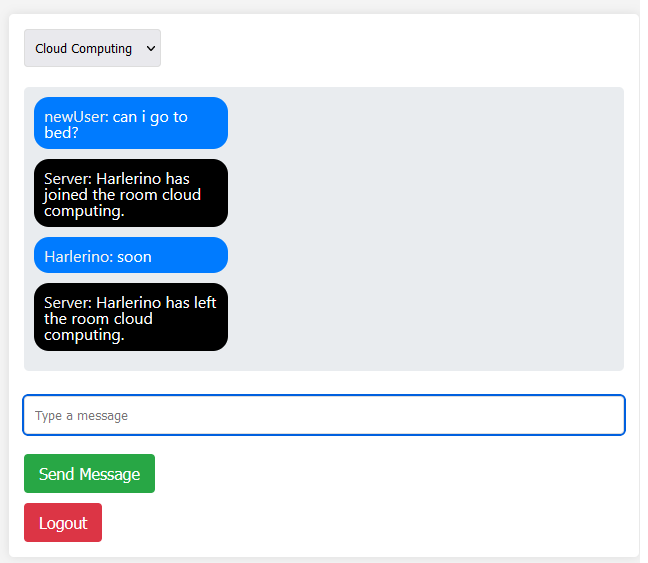 Cloud Computing
newUser: can i go to
bed?
Server: Harlerino has
joined the room cloud
computing.
Harlerino: soon
Server: Harlerino has left
the room cloud
computing.
Type a message
Send Message
Logout